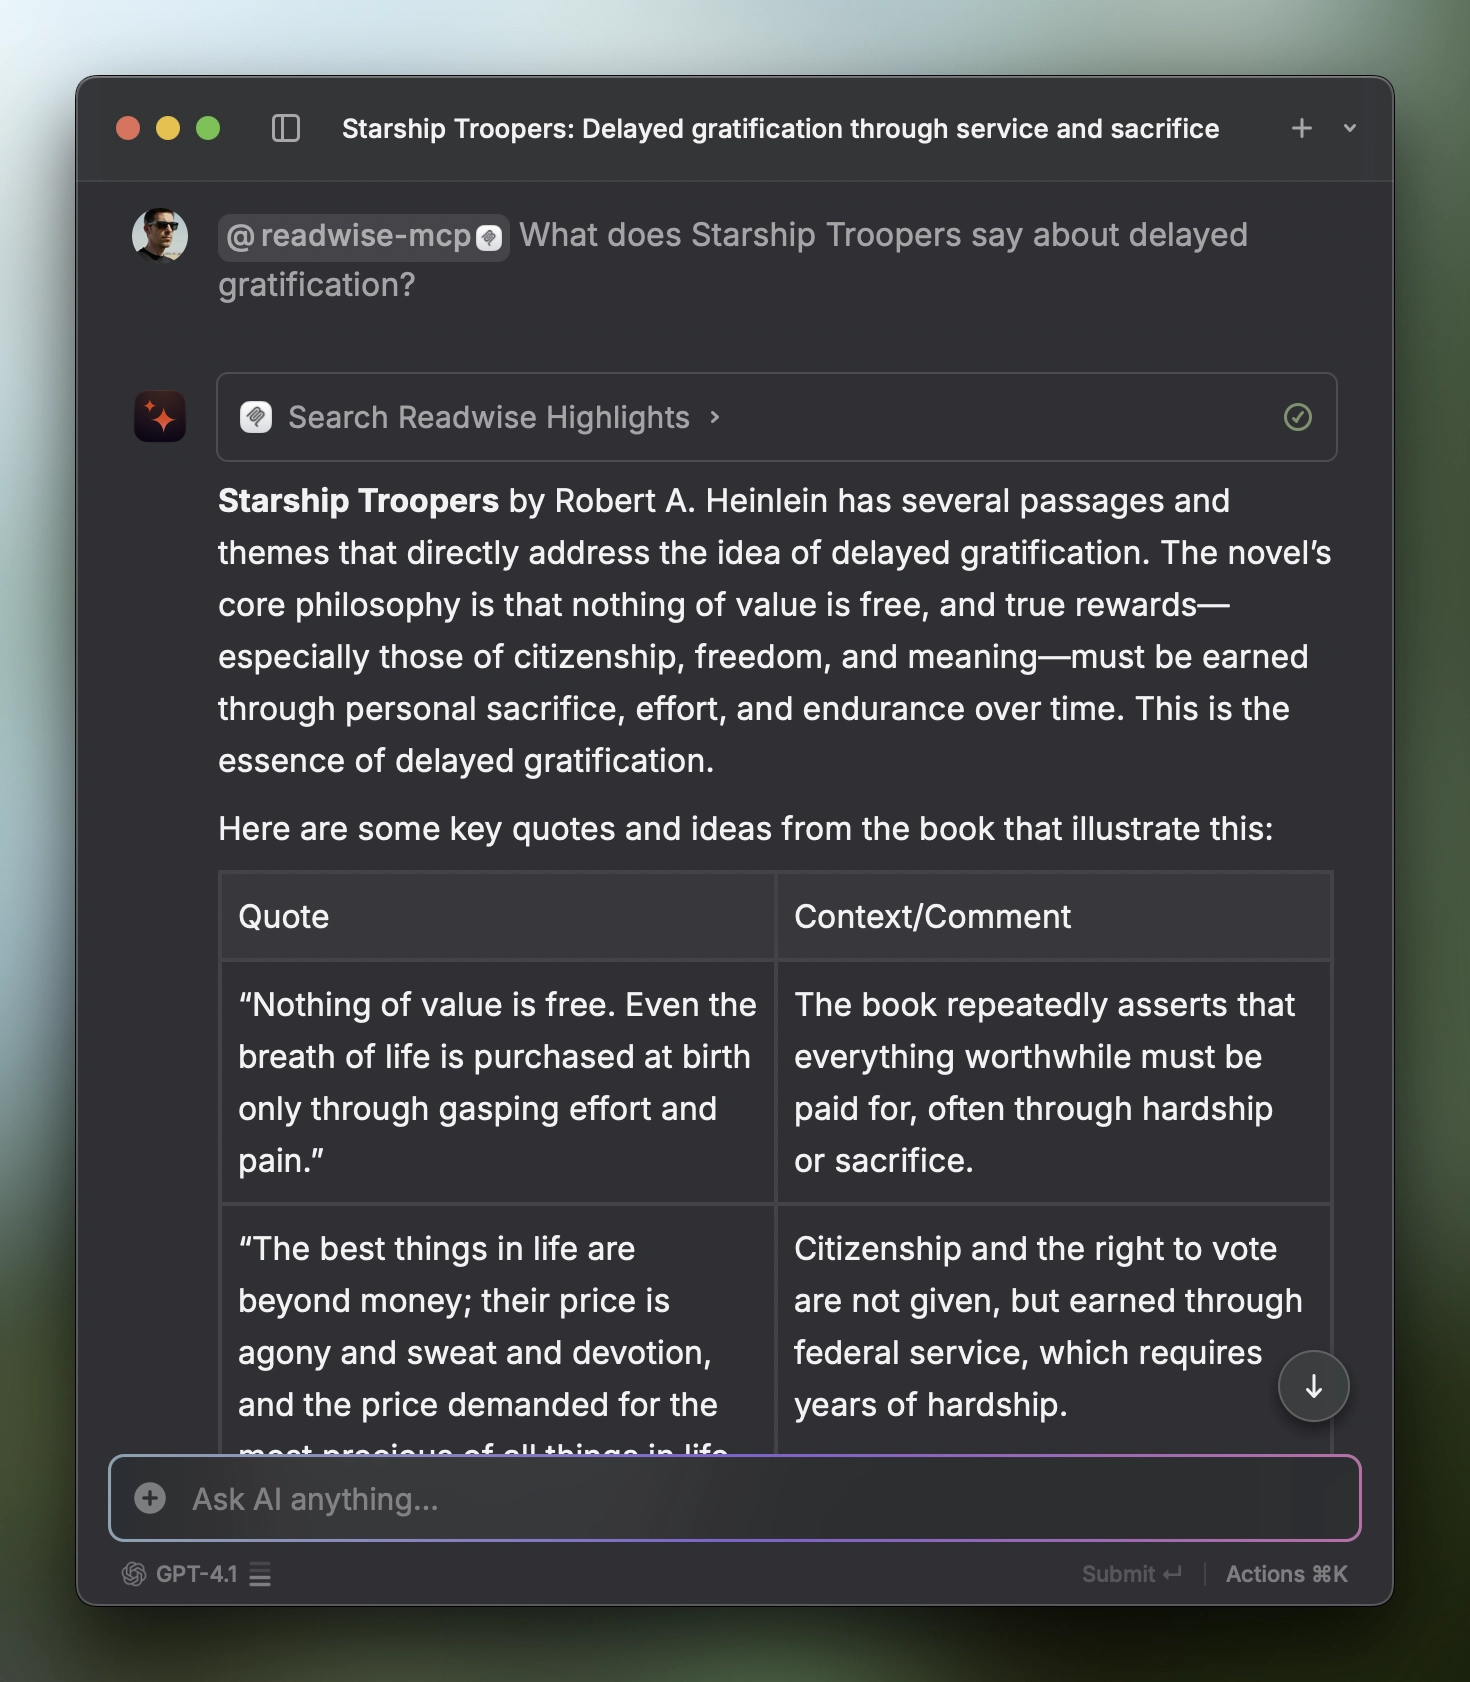 Starship Troopers: Delayed gratification through service and sacrifice
@readwise-mcp What does Starship Troopers say about delayed
gratification?
Search Readwise Highlights
Starship Troopers by Robert A. Heinlein has several passages and
themes that directly address the idea of delayed gratification. The novel’s
core philosophy is that nothing of value is free, and true rewards—
especially those of citizenship, freedom, and meaning—must be earned
through personal sacrifice, effort, and endurance over time. This is the
essence of delayed gratification.
Here are some key quotes and ideas from the book that illustrate this:
Quote
Context/Comment
“Nothing of value is free. Even the
breath of life is purchased at birth
only through gasping effort and
pain.”
The book repeatedly asserts that
everything worthwhile must be
paid for, often through hardship
or sacrifice.
“The best things in life are
beyond money; their price is
agony and sweat and devotion,
and the price demanded for the
most precious of all things in life
Citizenship and the right to vote
are not given, but earned through
federal service, which requires
years of hardship.
Ask AI anything...
GPT-4.1
Submit ↵
Actions ⌘K